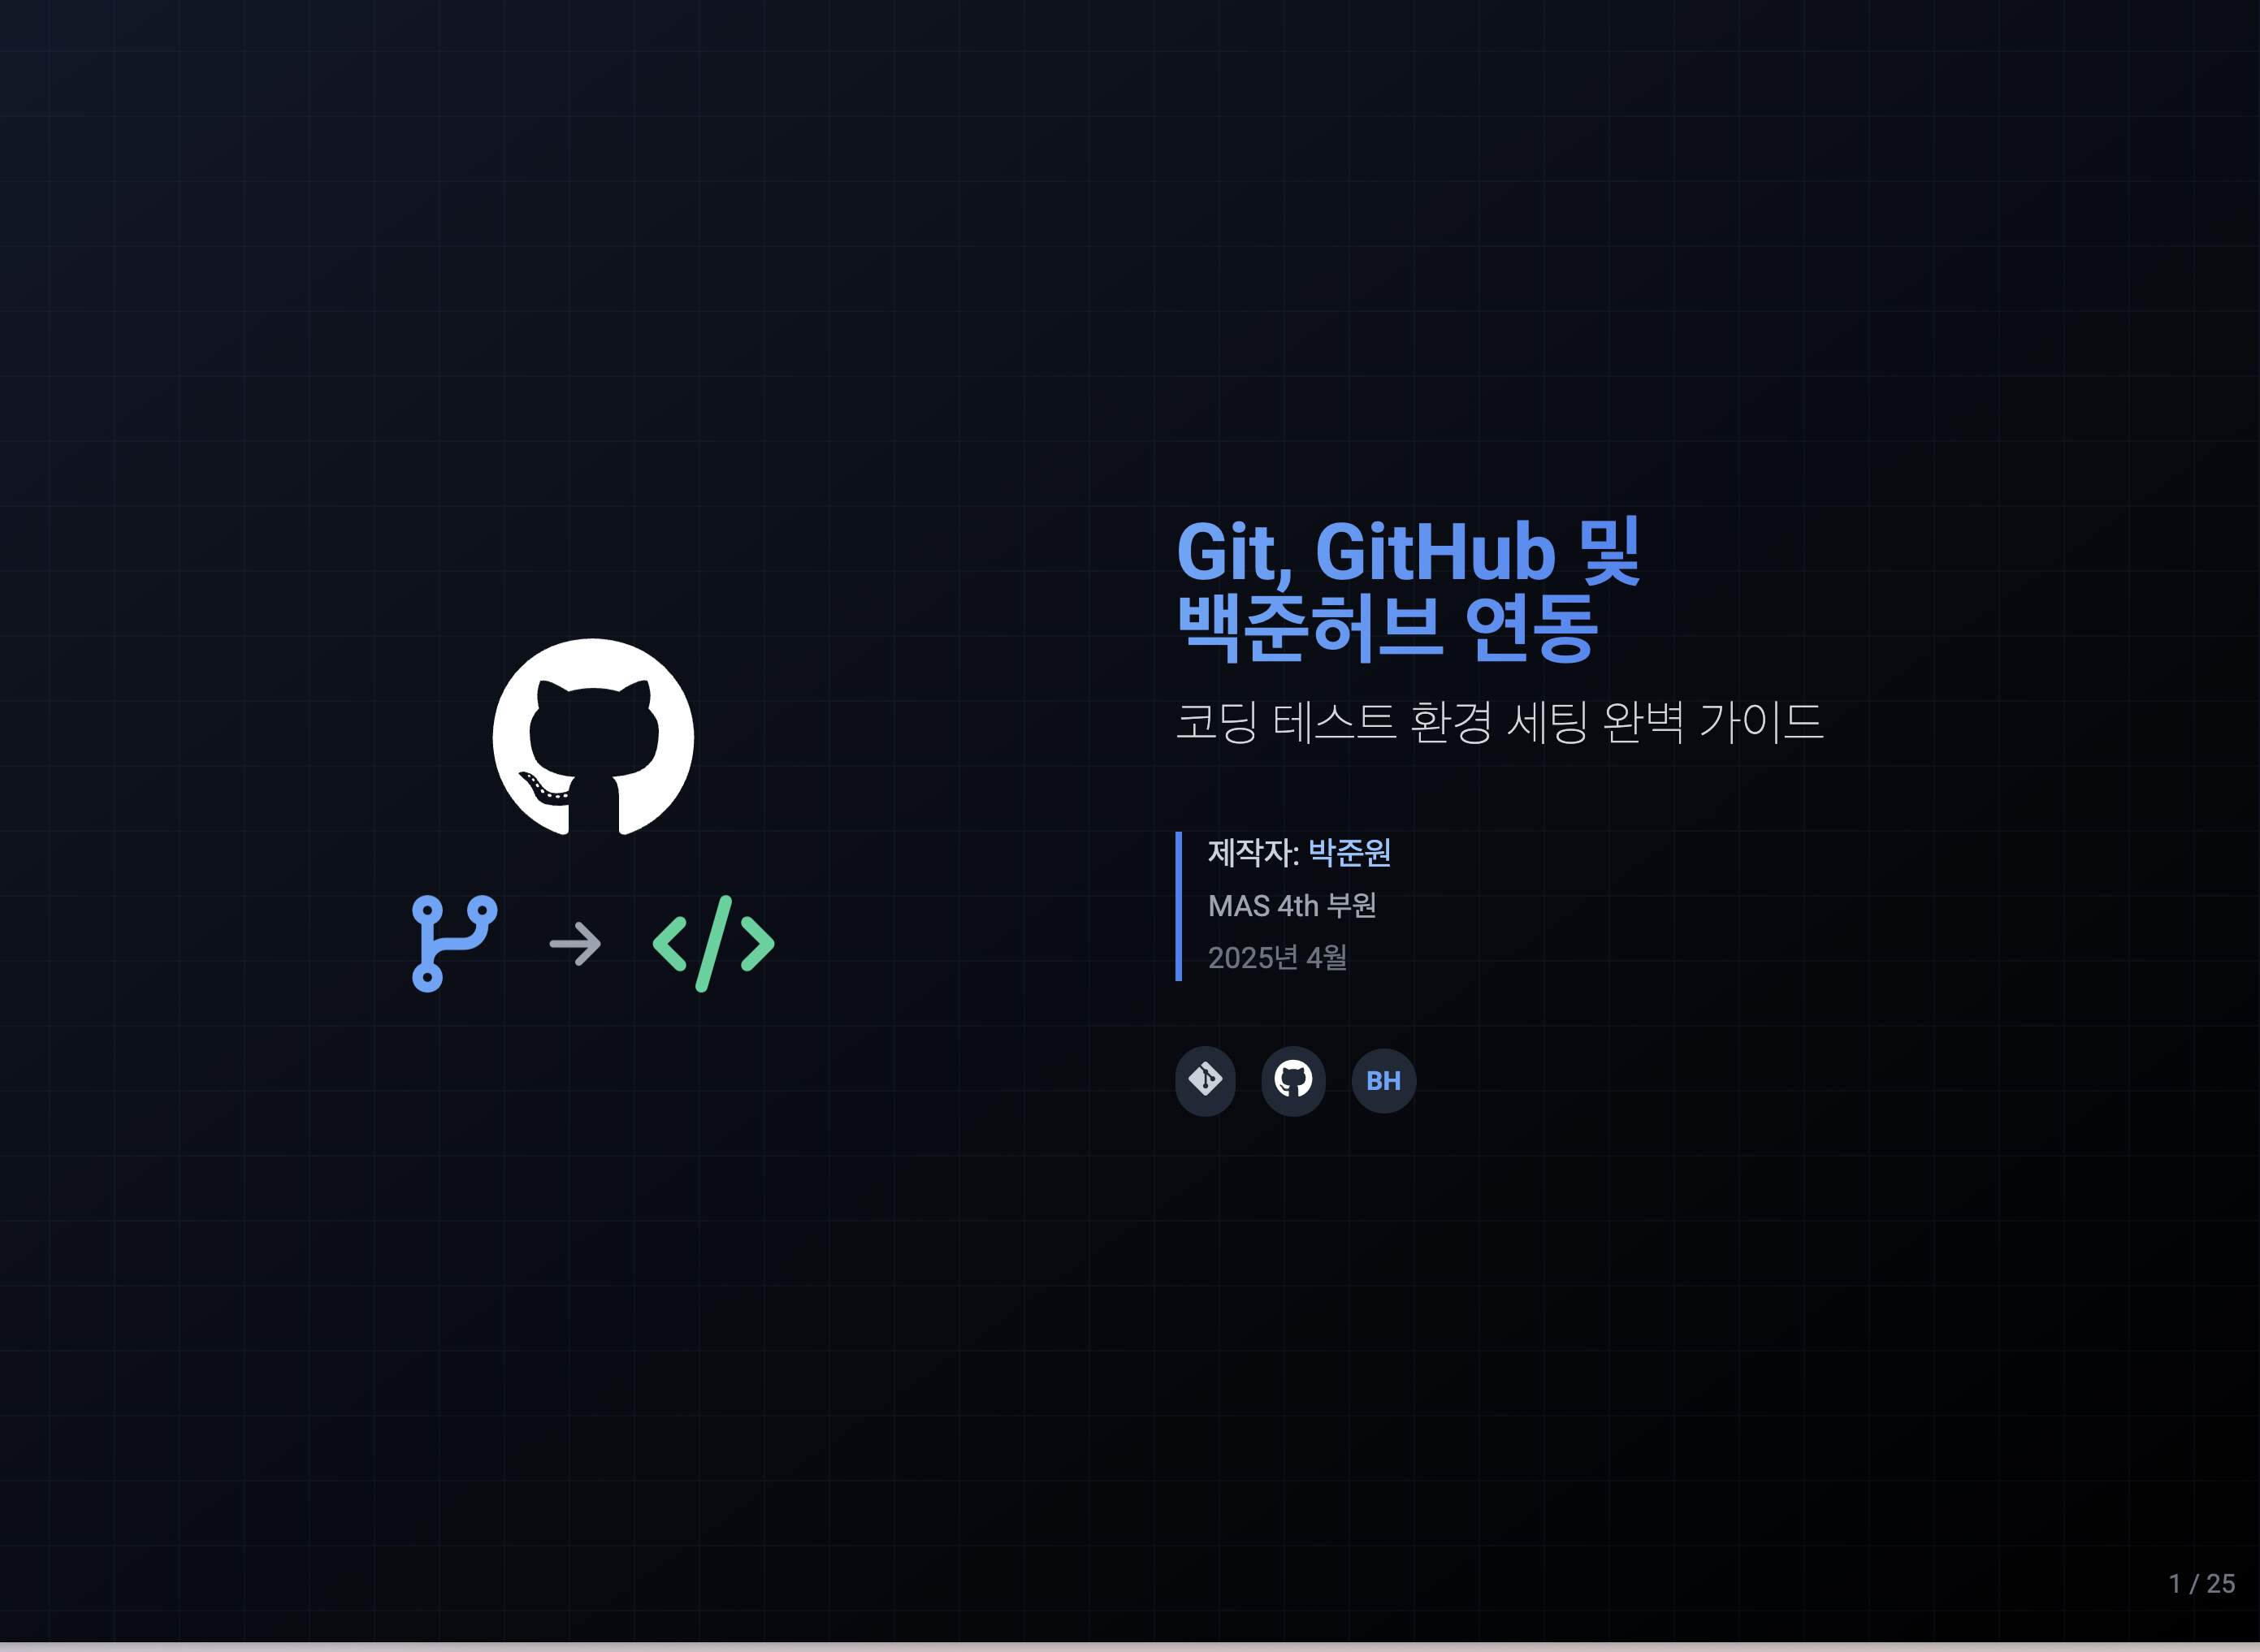 Git, GitHub 및
백준허브 연동
코딩 테스트 환경 세팅 완벽 가이드
제작자: 박준원
MAS 4th 부원
2025년 4월
BH
1 / 25